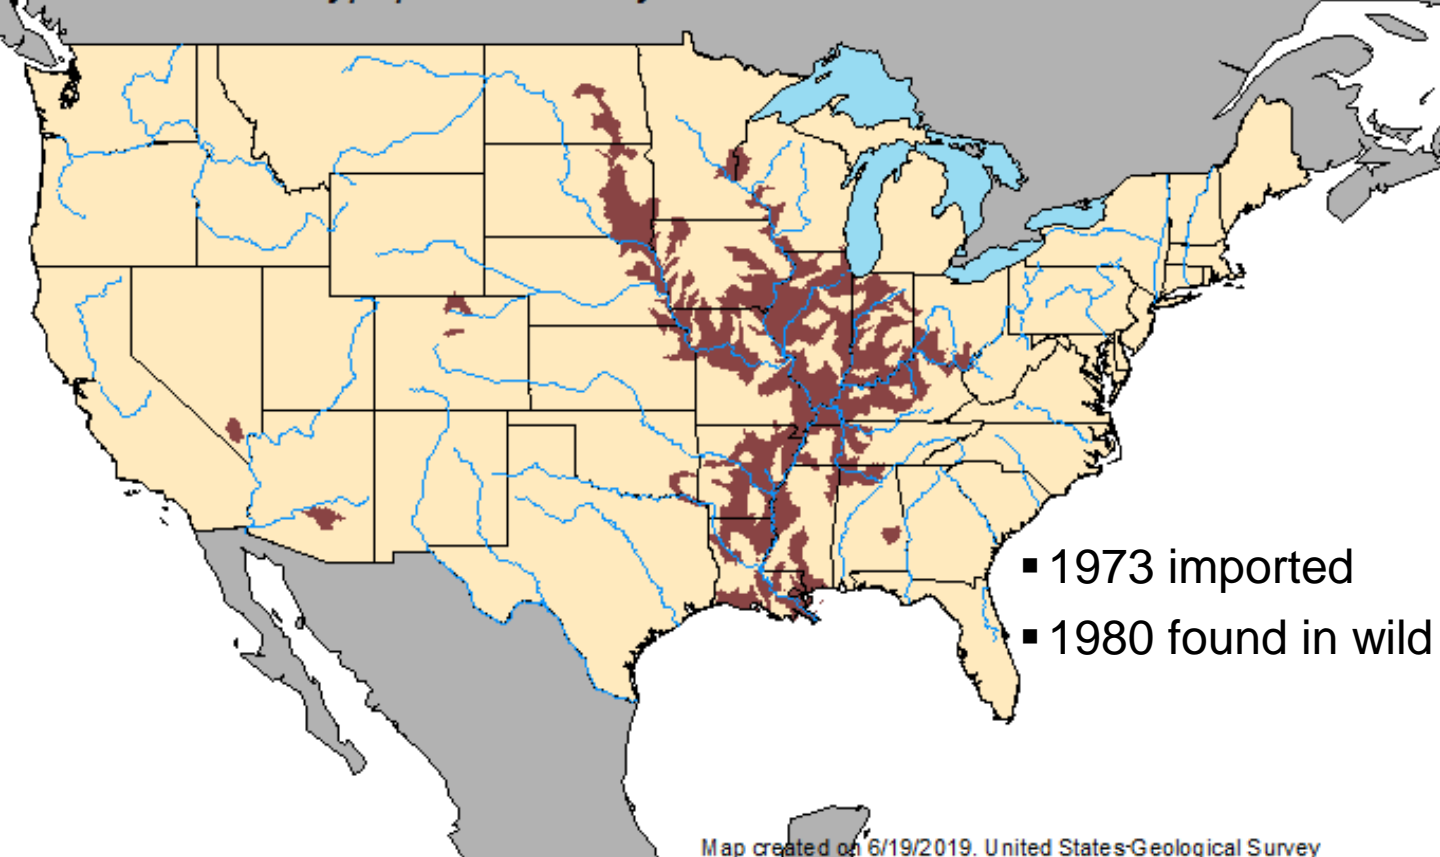 ▪ 1973 imported
▪ 1980 found in wild
Map created on 6/19/2019. United States Geological Survey